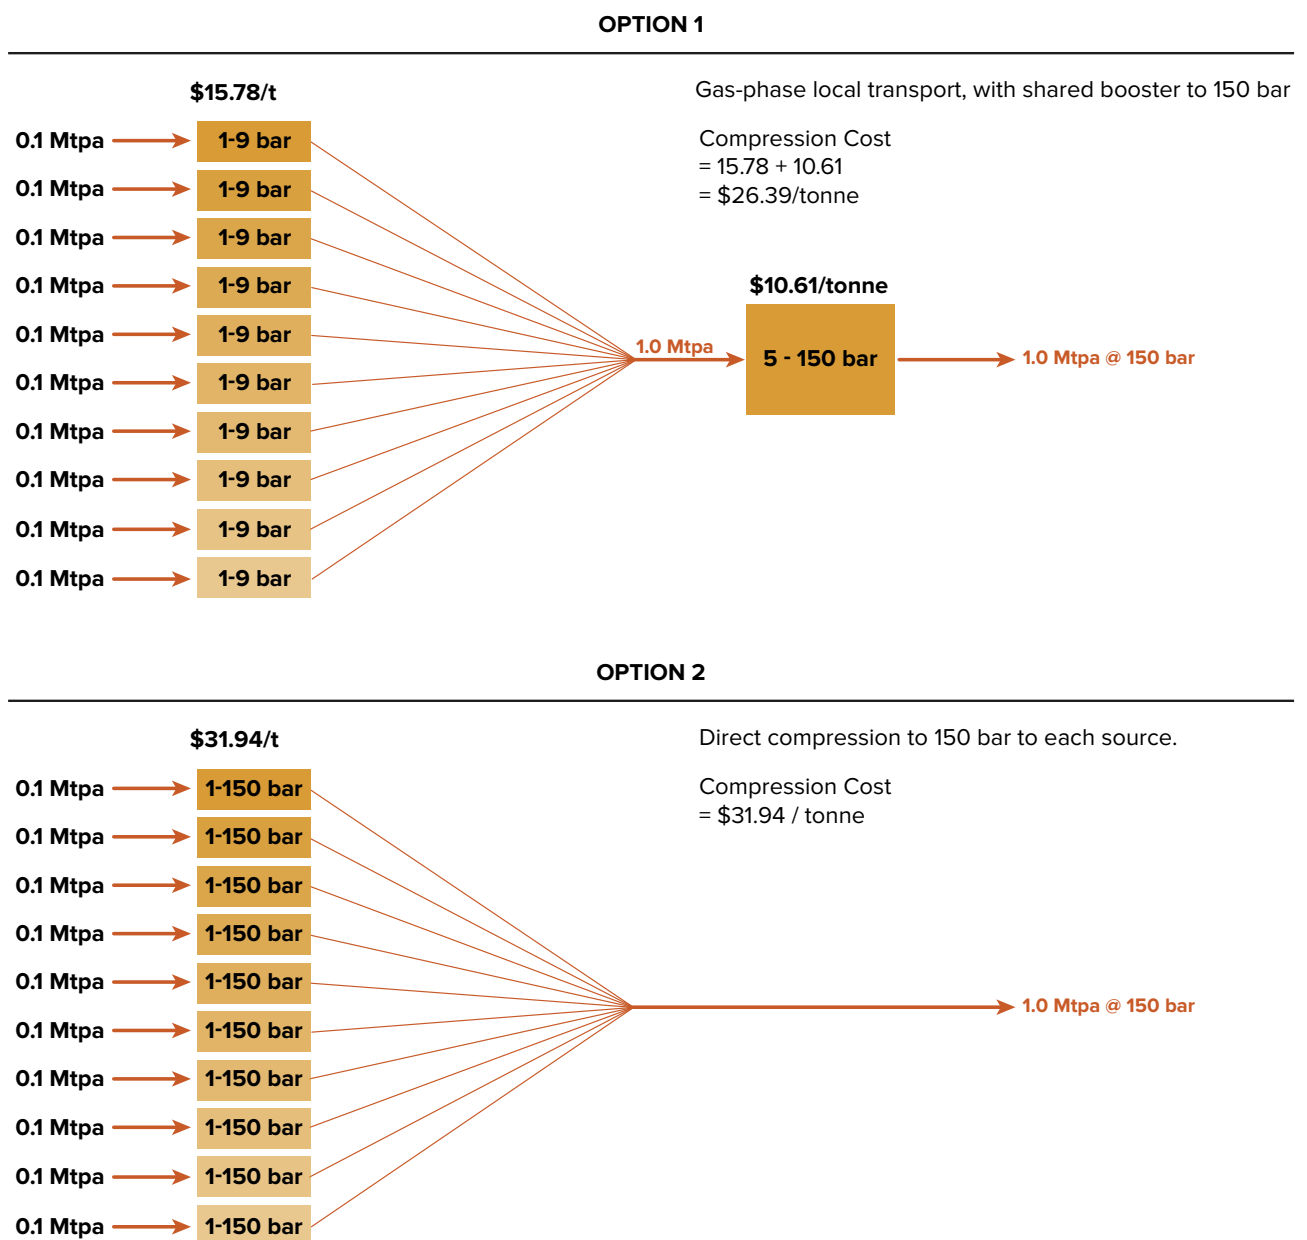 OPTION 1
$15.78/t
Gas-phase local transport, with shared booster to 150 bar
Compression Cost
= 15.78 + 10.61
= $26.39/tonne
0.1 Mtpa 1-9 bar
0.1 Mtpa 1-9 bar
0.1 Mtpa 1-9 bar
0.1 Mtpa 1-9 bar
0.1 Mtpa 1-9 bar
0.1 Mtpa 1-9 bar
0.1 Mtpa 1-9 bar
0.1 Mtpa 1-9 bar
0.1 Mtpa 1-9 bar
0.1 Mtpa 1-9 bar
1.0 Mtpa
$10.61/tonne
5 - 150 bar
1.0 Mtpa @ 150 bar
OPTION 2
$31.94/t
Direct compression to 150 bar to each source.
Compression Cost
= $31.94 / tonne
0.1 Mtpa 1-150 bar
0.1 Mtpa 1-150 bar
0.1 Mtpa 1-150 bar
0.1 Mtpa 1-150 bar
0.1 Mtpa 1-150 bar
0.1 Mtpa 1-150 bar
0.1 Mtpa 1-150 bar
0.1 Mtpa 1-150 bar
0.1 Mtpa 1-150 bar
0.1 Mtpa 1-150 bar
1.0 Mtpa @ 150 bar